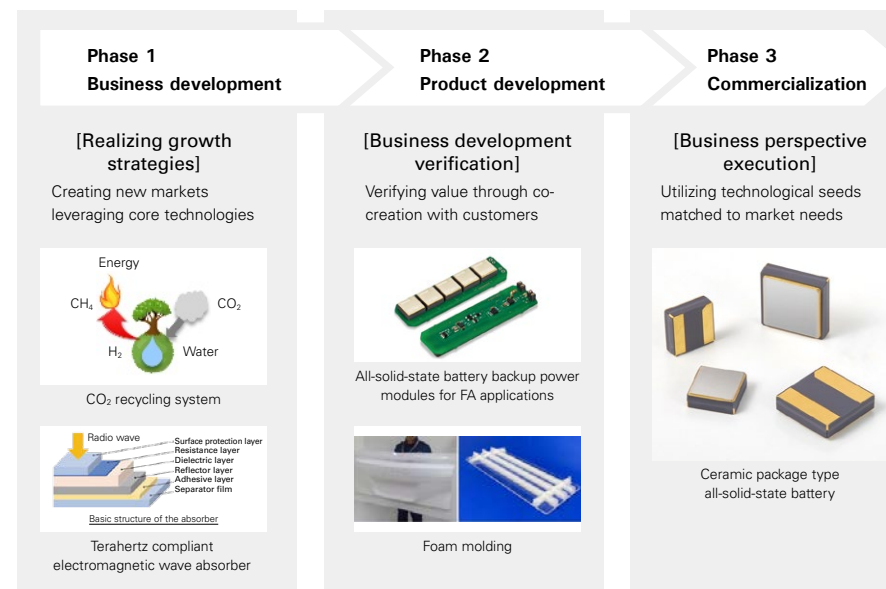 Phase 1
Business development
Phase 2
Product development
Phase 3
Commercialization
[Realizing growth
strategies]
Creating new markets
leveraging core technologies
Energy
CH₄
CO₂
H₂
Water
CO₂ recycling system
Radio wave
Surface protection layer
Resistance layer
Dielectric layer
Reflector layer
Adhesive layer
Separator film
Basic structure of the absorber
Terahertz compliant
electromagnetic wave absorber
[Business development
verification]
Verifying value through co-
creation with customers
All-solid-state battery backup power
modules for FA applications
Foam molding
[Business perspective
execution]
Utilizing technological seeds
matched to market needs
Ceramic package type
all-solid-state battery